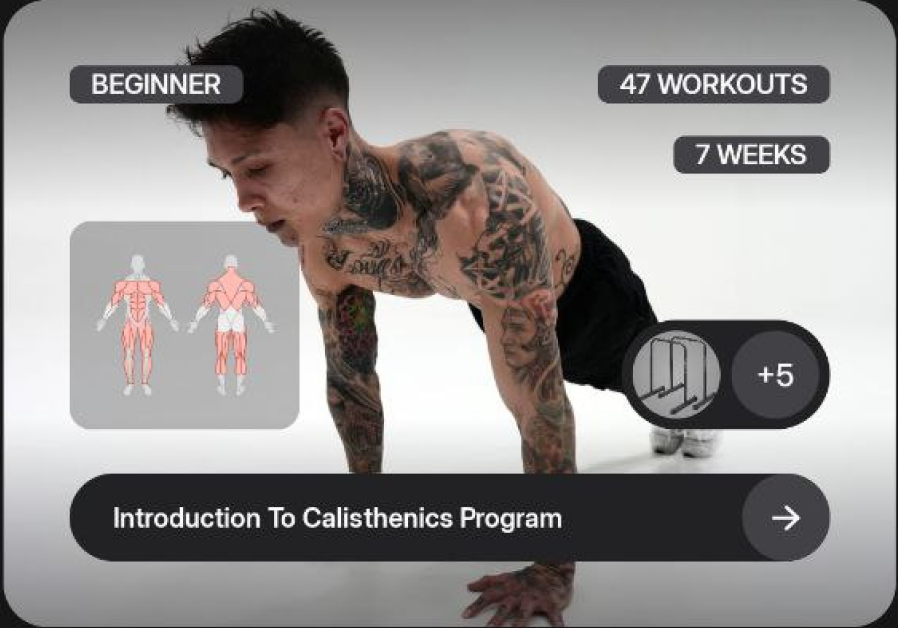 BEGINNER
47 WORKOUTS
7 WEEKS
+5
Introduction To Calisthenics Program